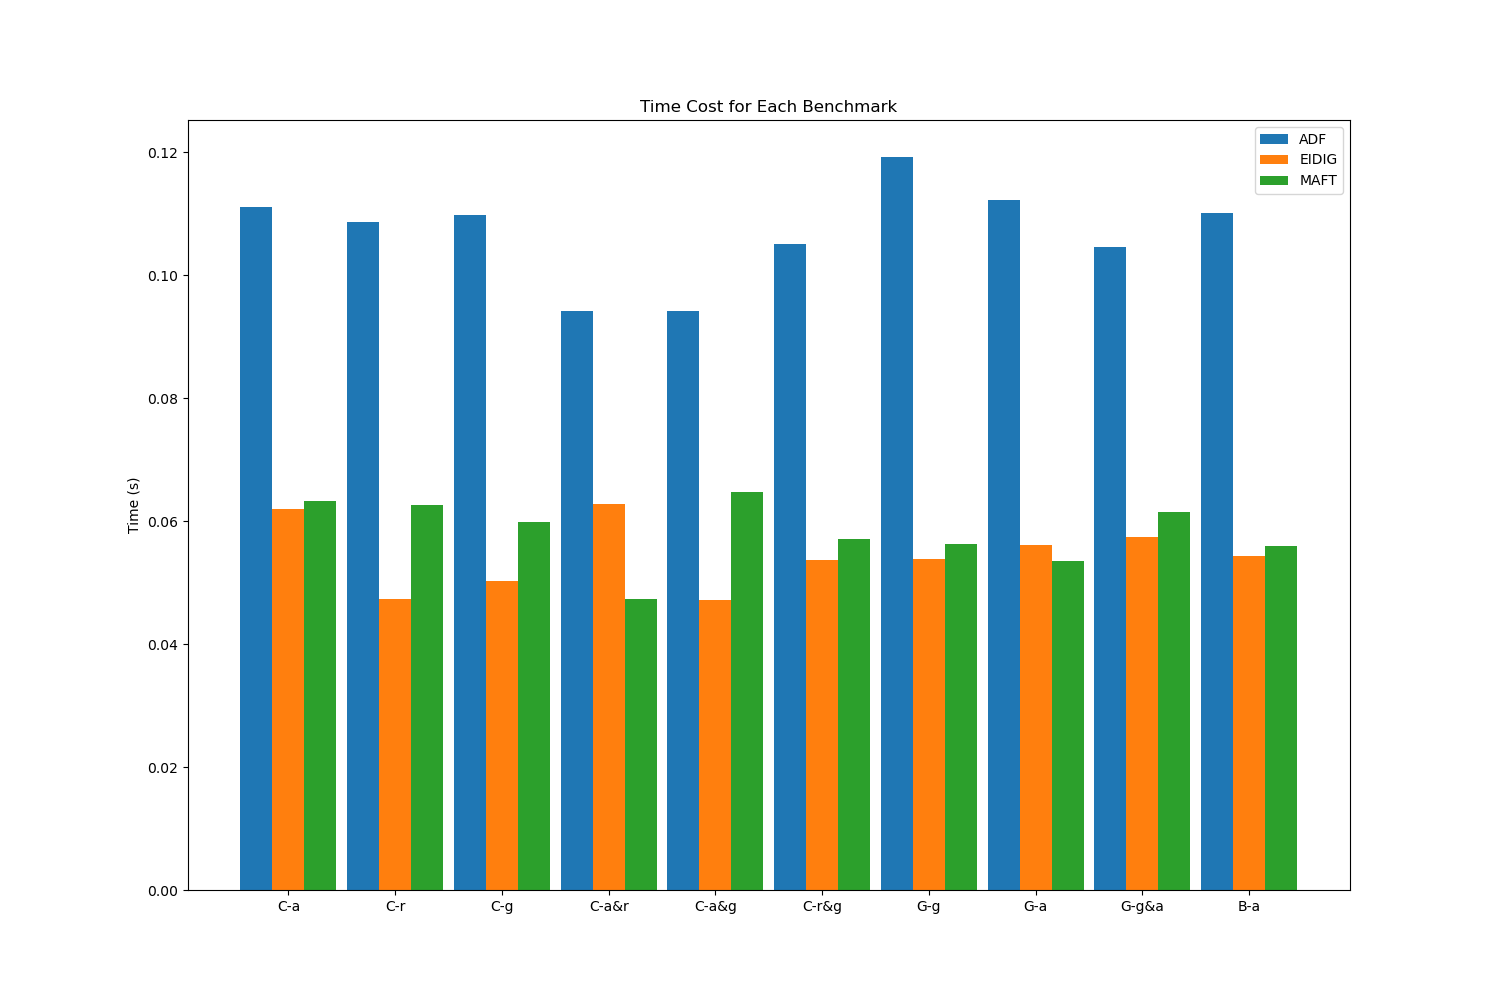 Time Cost for Each Benchmark
ADF
EIDIG
MAFT
Time (s)
0.12
0.10
0.08
0.06
0.04
0.02
0.00
C-a C-r C-g C-a&r C-a&g C-r&g G-g G-a G-g&a B-a